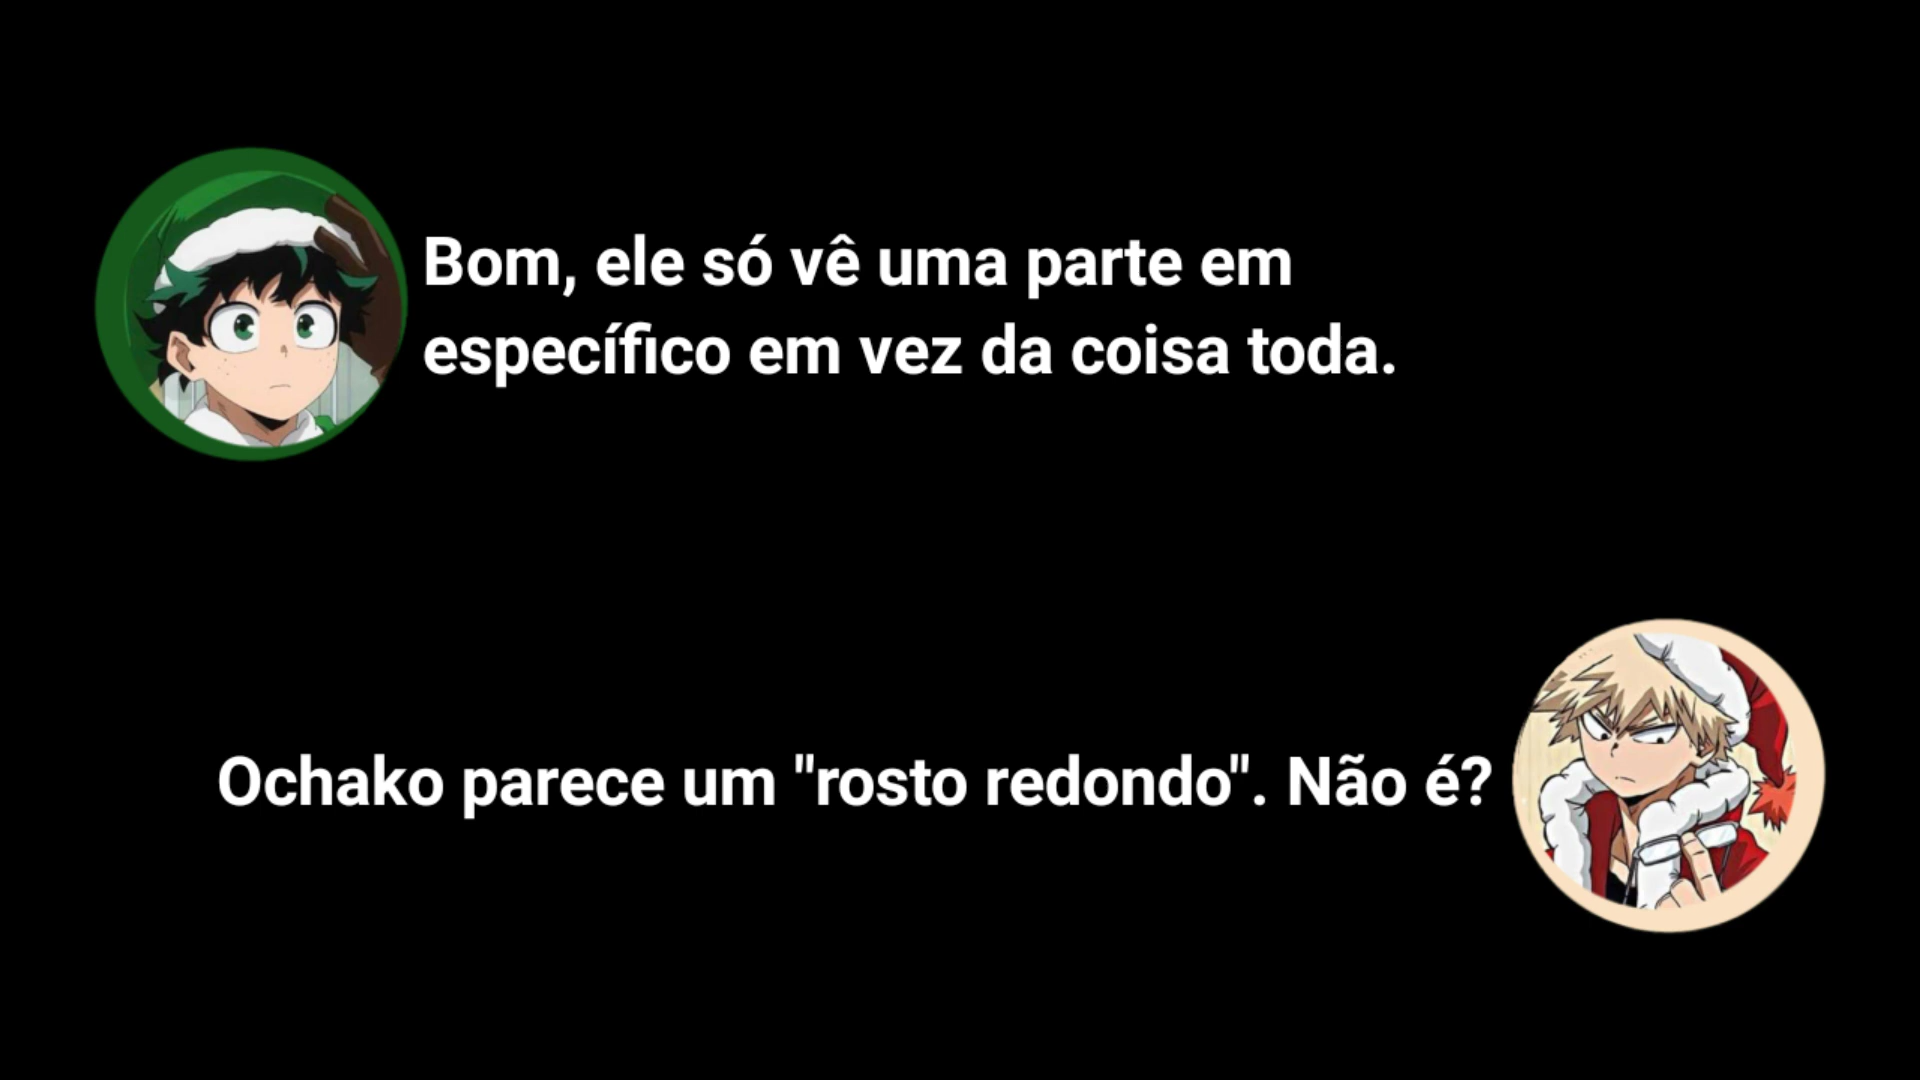 Bom, ele só vê uma parte em
específico em vez da coisa toda.
Ochako parece um "rosto redondo". Não é?